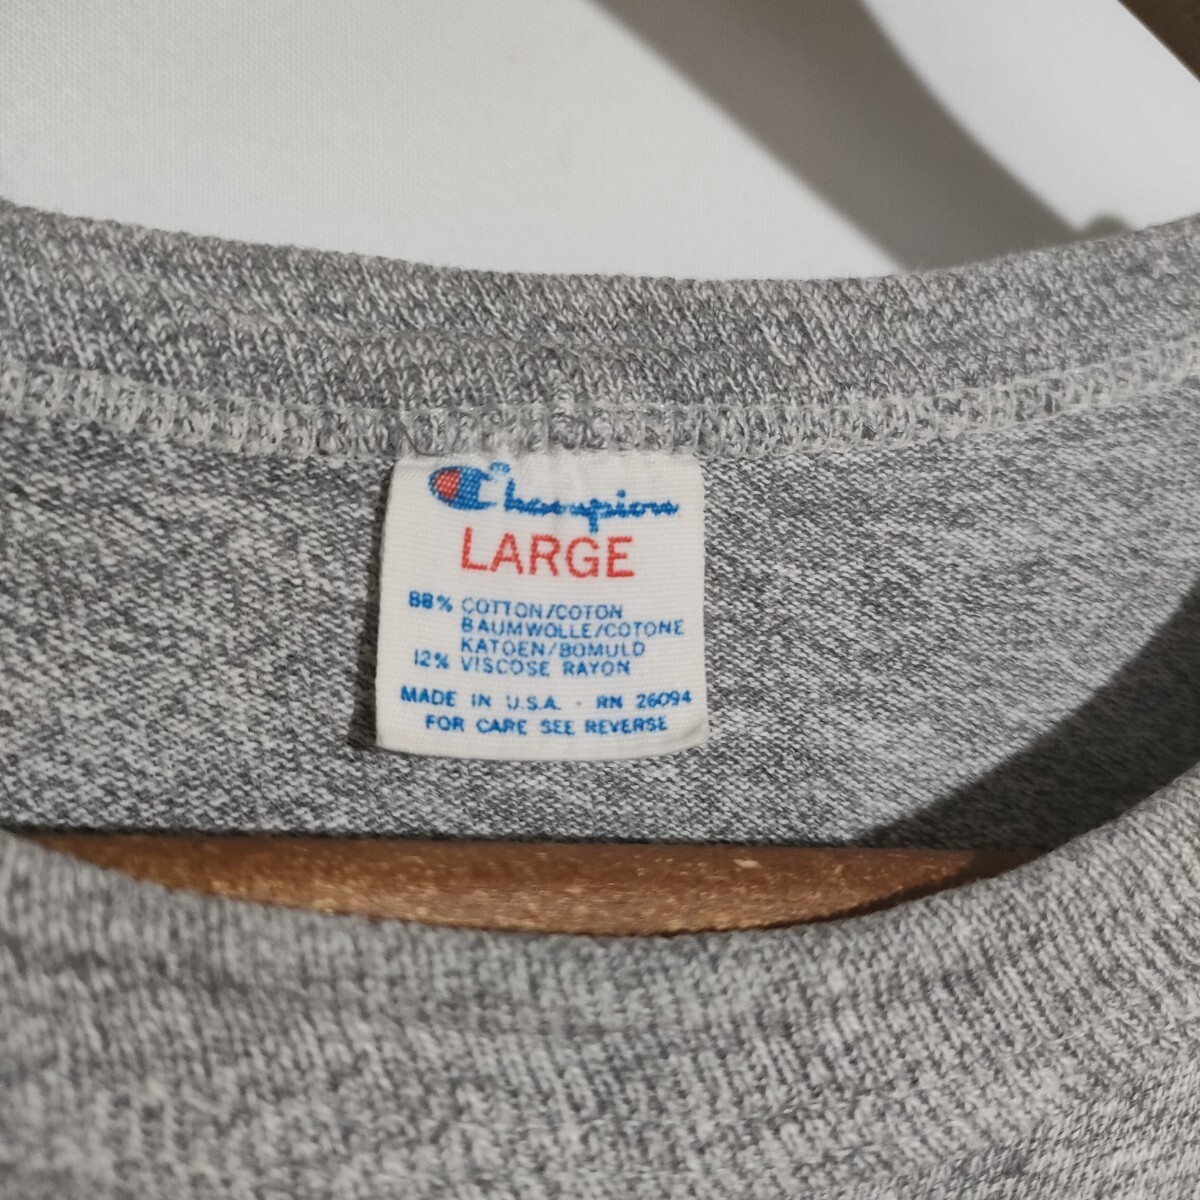 Champion
LARGE
88% COTTON/COTON
BAUMWOLLE/COTONE
KATOEN/BOMULD
12% VISCOSE RAYON
MADE IN U.S.A. · RN 26094
FOR CARE SEE REVERSE